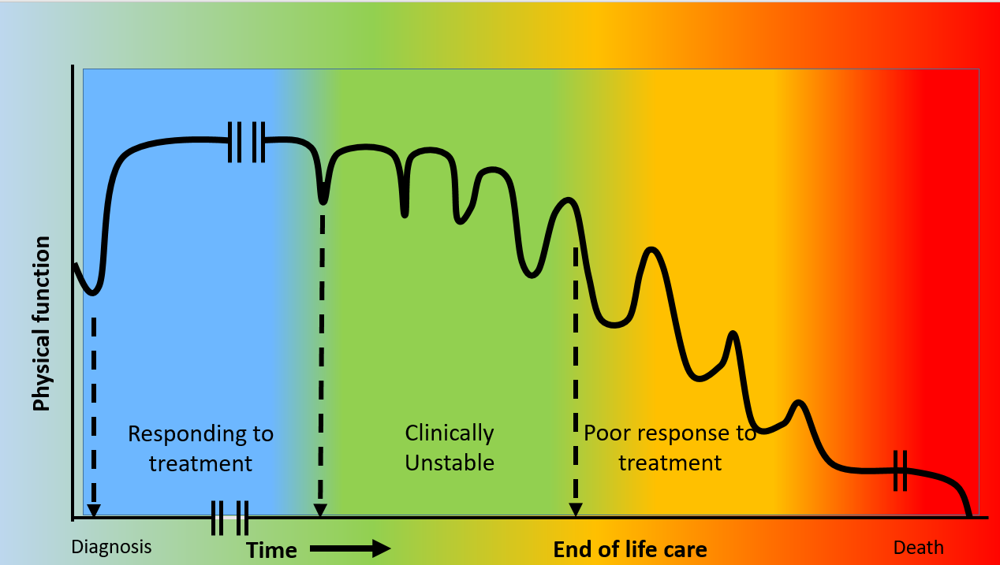 Physical function
Responding to
treatment
Clinically
Unstable
Poor response to
treatment
Diagnosis
Time
End of life care
Death